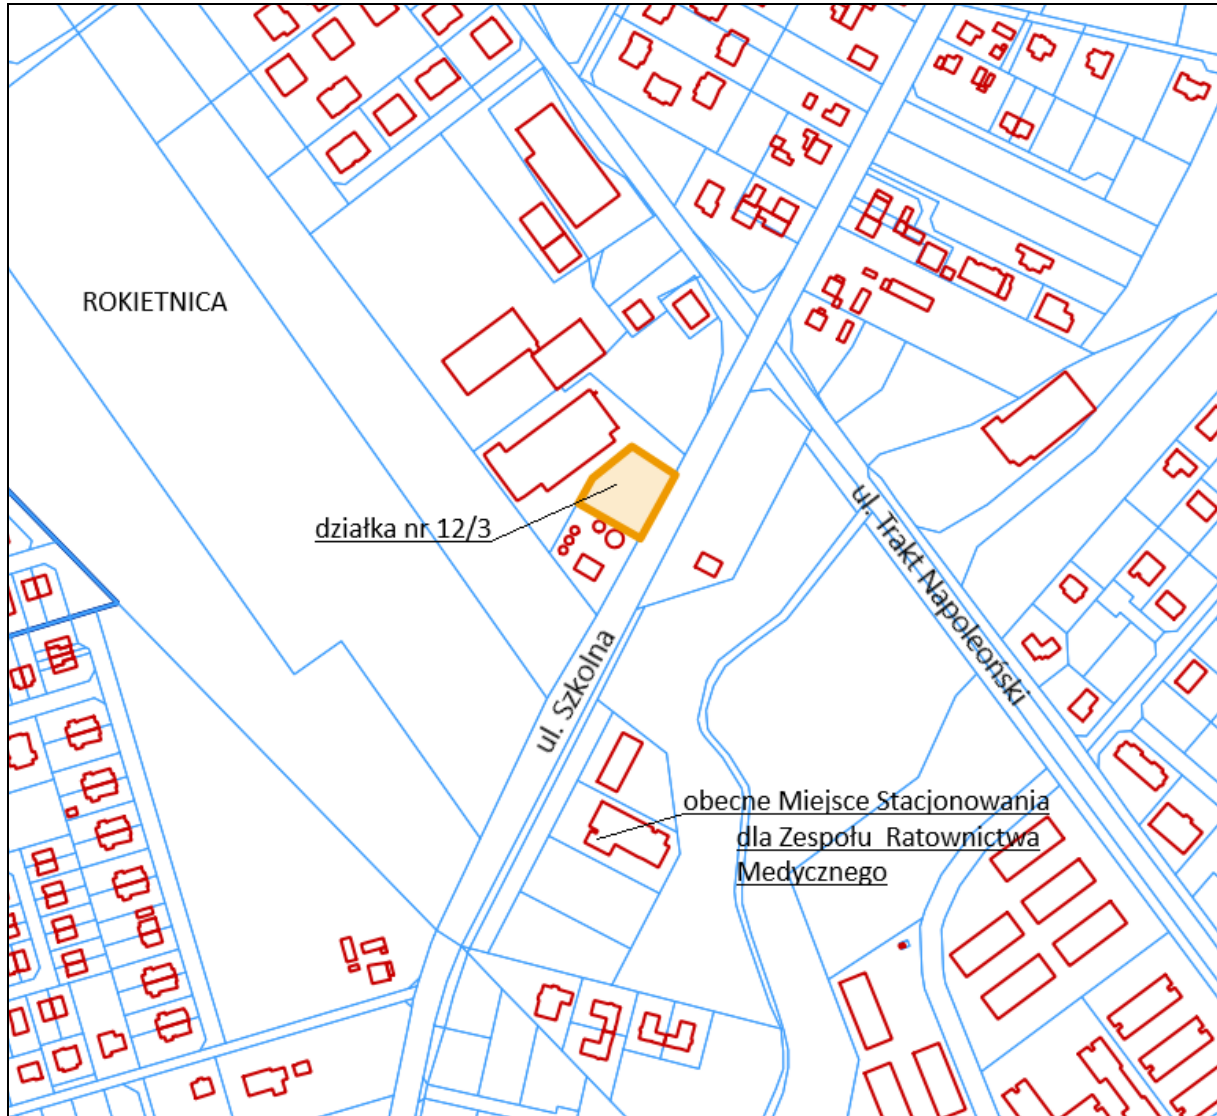 ROKIETNICA
działka nr 12/3
ul. Trakt Napoleoński
ul. Szkolna
obecne Miejsce Stacjonowania
dla Zespołu Ratownictwa
Medycznego